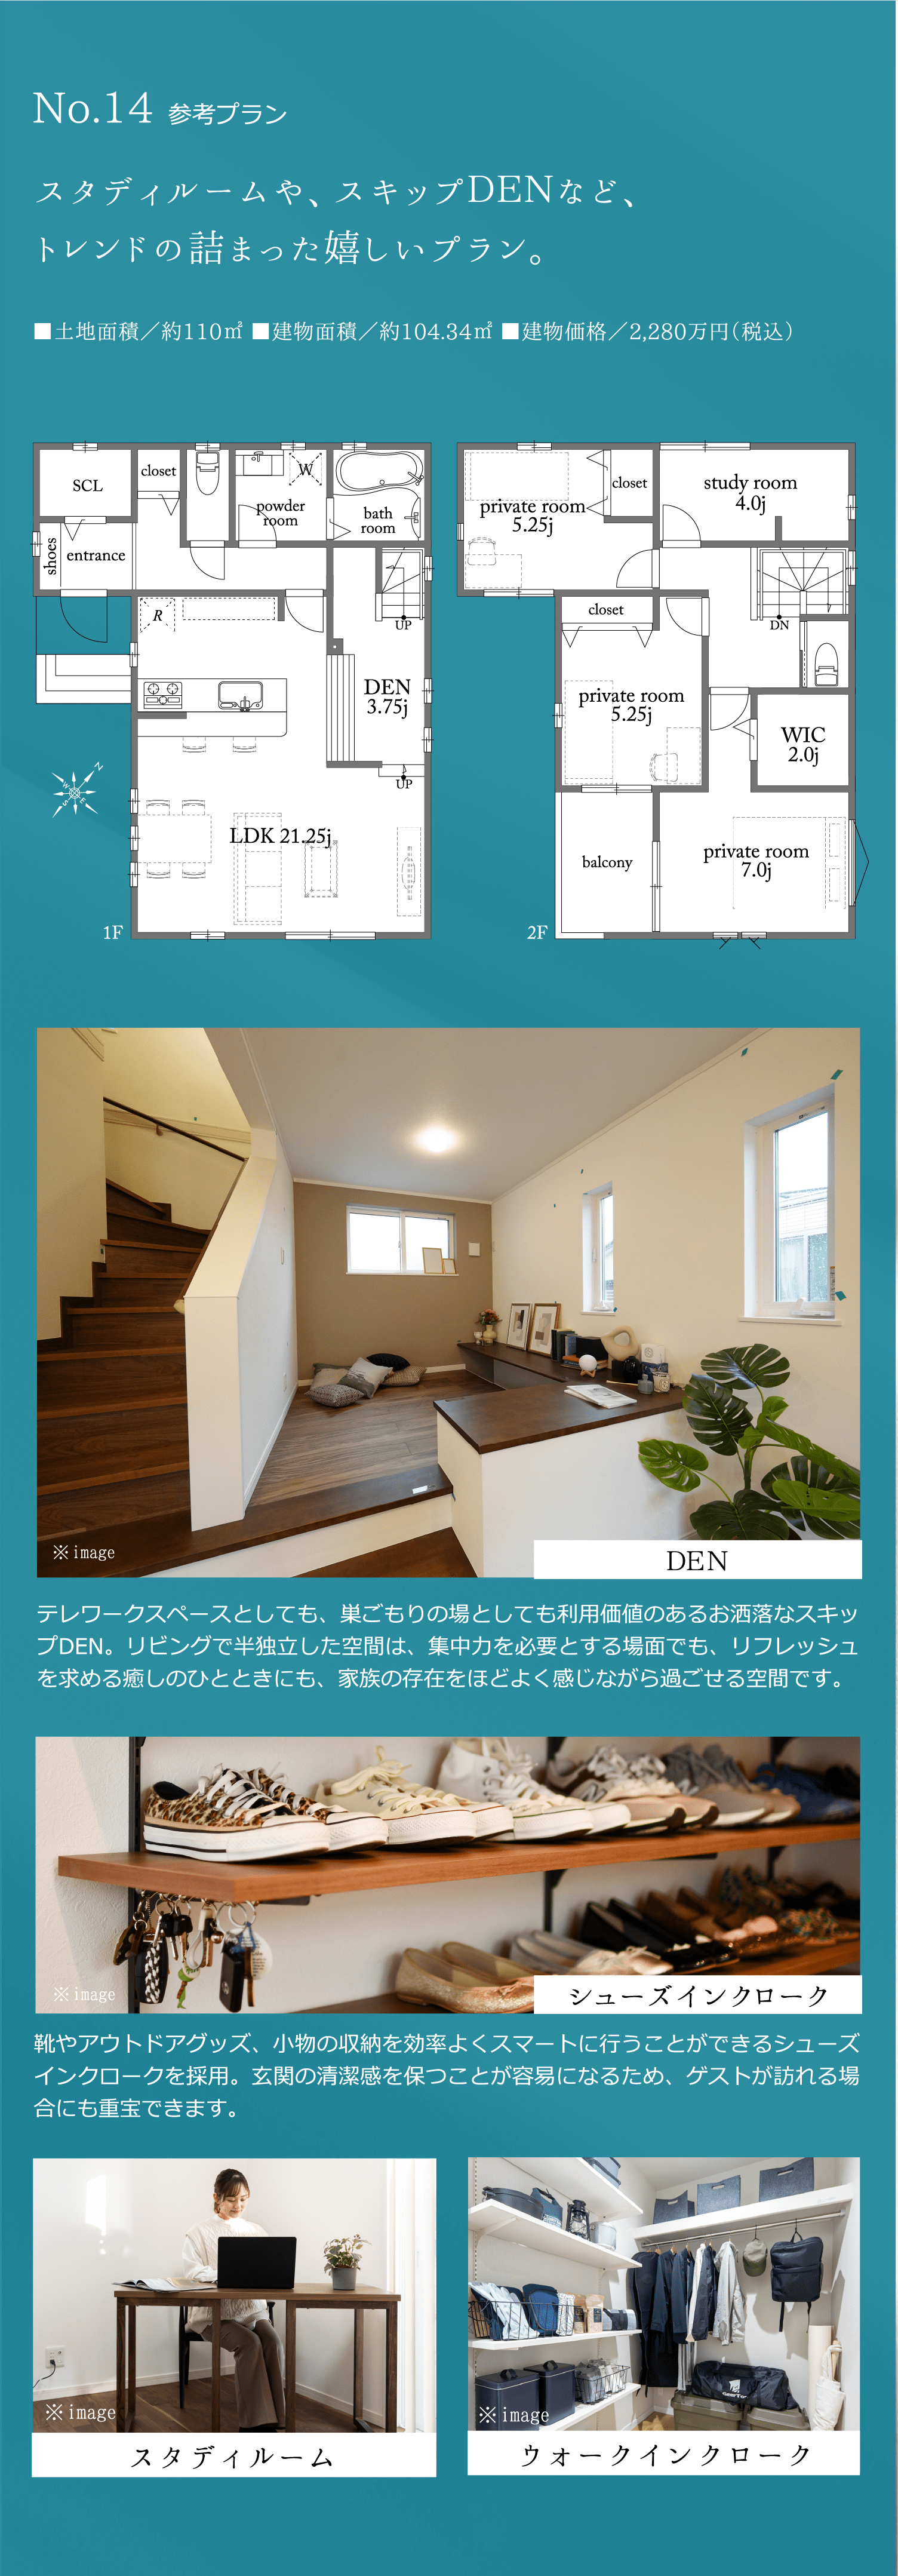 No.14 参考プラン
スタディルームや、スキップDENなど、
トレンドの詰まった嬉しいプラン。
■土地面積／約110㎡ ■建物面積／約104.34㎡ ■建物価格／2,280万円（税込）
SCL
closet
W
powder
room
bath
room
shoes
entrance
R
UP
DEN
3.75j
UP
LDK 21.25j
N
E
S
W
1F
private room
5.25j
closet
study room
4.0j
closet
DN
private room
5.25j
WIC
2.0j
balcony
private room
7.0j
2F
※image
DEN
テレワークスペースとしても、巣ごもりの場としても利用価値のあるお洒落なスキッ
プDEN。リビングで半独立した空間は、集中力を必要とする場面でも、リフレッシュ
を求める癒しのひとときにも、家族の存在をほどよく感じながら過ごせる空間です。
※image
シューズインクローク
靴やアウトドアグッズ、小物の収納を効率よくスマートに行うことができるシューズ
インクロークを採用。玄関の清潔感を保つことが容易になるため、ゲストが訪れる場
合にも重宝できます。
※image
スタディルーム
※image
ウォークインクローク